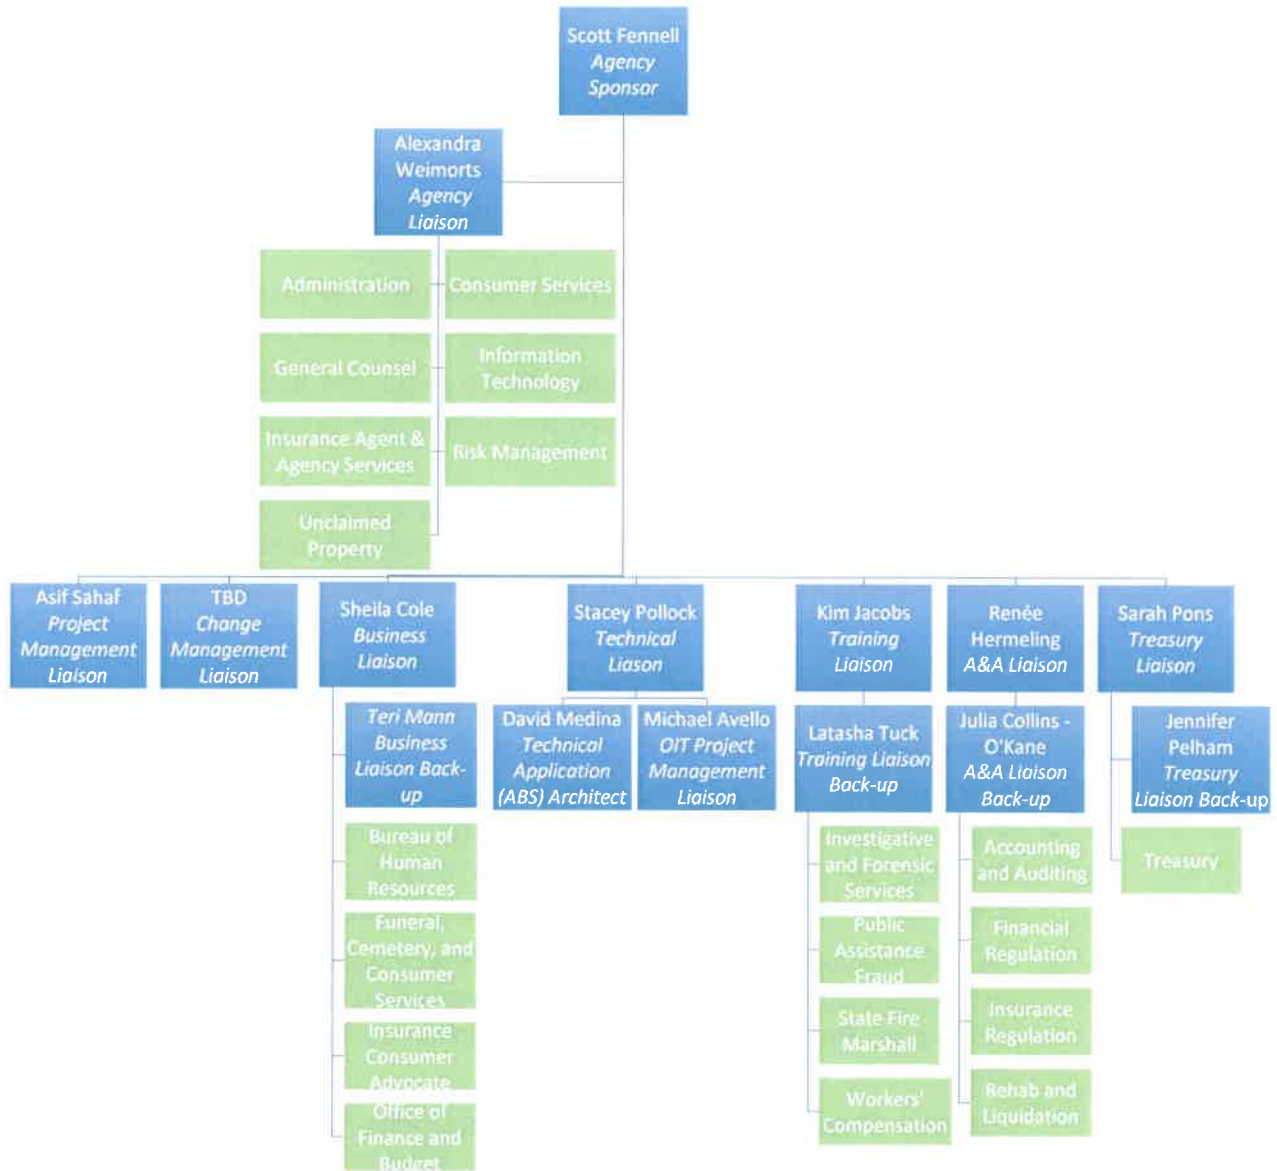 Scott Fennell
Agency
Sponsor
Alexandra
Weimorts
Agency
Liaison
Administration
Consumer Services
General Counsel
Information
Technology
Insurance Agent &
Agency Services
Risk Management
Unclaimed
Property
Asif Sahaf
Project
Management
Liaison
TBD
Change
Management
Liaison
Sheila Cole
Business
Liaison
Stacey Pollock
Technical
Liason
Kim Jacobs
Training
Liaison
Renée
Hermeling
A&A Liaison
Sarah Pons
Treasury
Liaison
Teri Mann
Business
Liaison Back-
up
David Medina
Technical
Application
(ABS) Architect
Michael Avello
OIT Project
Management
Liaison
Latasha Tuck
Training Liaison
Back-up
Julia Collins -
O'Kane
A&A Liaison
Back-up
Jennifer
Pelham
Treasury
Liaison Back-up
Bureau of
Human
Resources
Funeral,
Cemetery, and
Consumer
Services
Insurance
Consumer
Advocate
Office of
Finance and
Budget
Investigative
and Forensic
Services
Public
Assistance
Fraud
State Fire
Marshall
Workers'
Compensation
Accounting
and Auditing
Financial
Regulation
Insurance
Regulation
Rehab and
Liquidation
Treasury